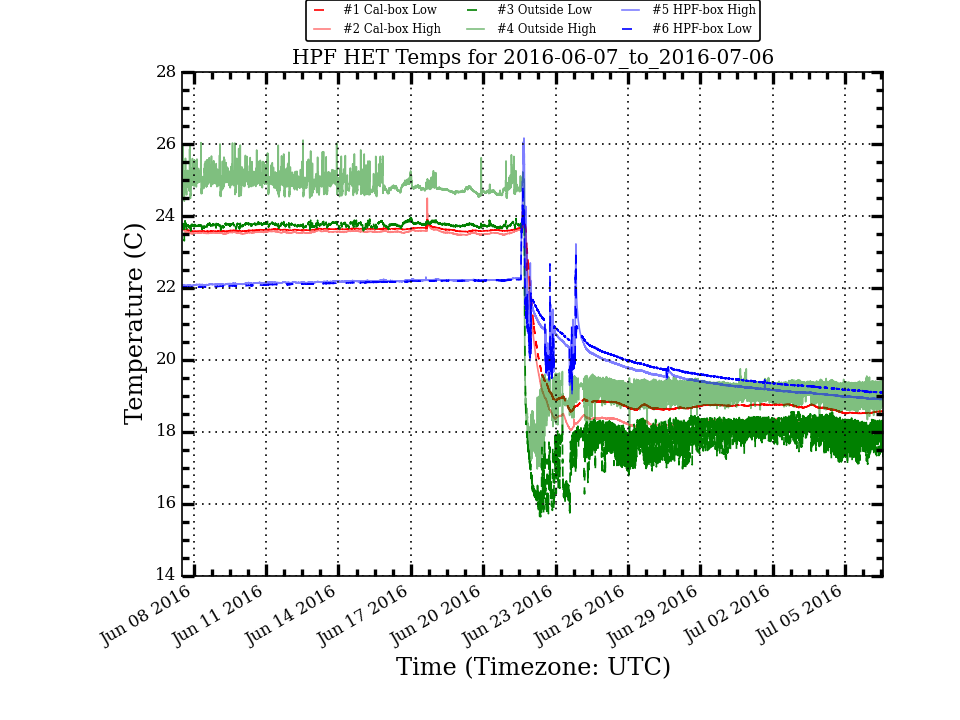 #1 Cal-box Low #3 Outside Low #5 HPF-box High
#2 Cal-box High #4 Outside High #6 HPF-box Low
HPF HET Temps for 2016-06-07_to_2016-07-06
28
26
24
22
20
18
16
14
Temperature (C)
Jun 08 2016 Jun 11 2016 Jun 14 2016 Jun 17 2016 Jun 20 2016 Jun 23 2016 Jun 26 2016 Jun 29 2016 Jul 02 2016 Jul 05 2016
Time (Timezone: UTC)